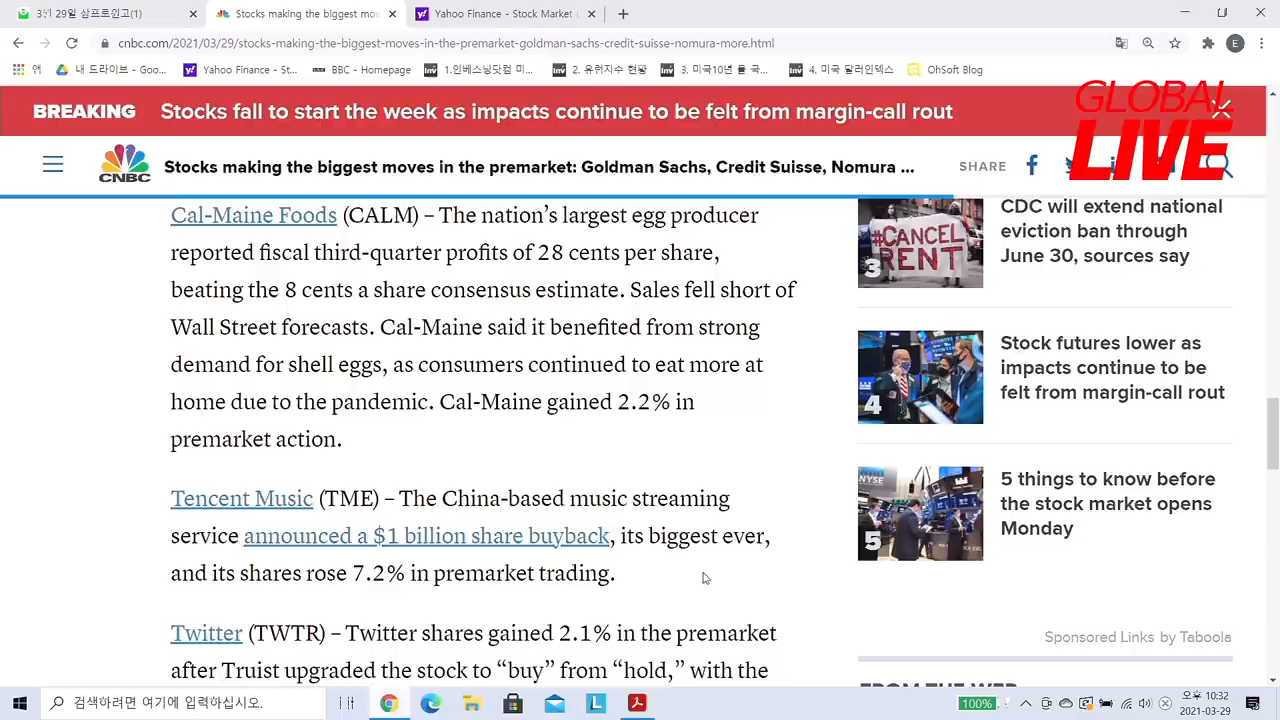 3월 29일 삼프로원고(1)
Stocks making the biggest mov
Yahoo Finance - Stock Market
cnbc.com/2021/03/29/stocks-making-the-biggest-moves-in-the-premarket-goldman-sachs-credit-suisse-nomura-more.html
앱
내 드라이브 - Goo...
Yahoo Finance - St...
BBC - Homepage
1.인베스닝닷컴 미...
2. 유뤼지수 현황
3. 미국10년 률 국...
4. 미국 달러인덱스
OhSoft Blog
BREAKING Stocks fall to start the week as impacts continue to be felt from margin-call rout
GLOBAL
LIVE
CNBC
Stocks making the biggest moves in the premarket: Goldman Sachs, Credit Suisse, Nomura ...
SHARE
Cal-Maine Foods (CALM) – The nation’s largest egg producer
reported fiscal third-quarter profits of 28 cents per share,
beating the 8 cents a share consensus estimate. Sales fell short of
Wall Street forecasts. Cal-Maine said it benefited from strong
demand for shell eggs, as consumers continued to eat more at
home due to the pandemic. Cal-Maine gained 2.2% in
premarket action.
Tencent Music (TME) – The China-based music streaming
service announced a $1 billion share buyback, its biggest ever,
and its shares rose 7.2% in premarket trading.
Twitter (TWTR) – Twitter shares gained 2.1% in the premarket
after Truist upgraded the stock to “buy” from “hold,” with the
#CANCEL
RENT
3
CDC will extend national
eviction ban through
June 30, sources say
4
Stock futures lower as
impacts continue to be
felt from margin-call rout
NYSE
5
5 things to know before
the stock market opens
Monday
Sponsored Links by Taboola
FROM THE WEB
검색하려면 여기에 입력하십시오.
100%
오후 10:32
2021-03-29